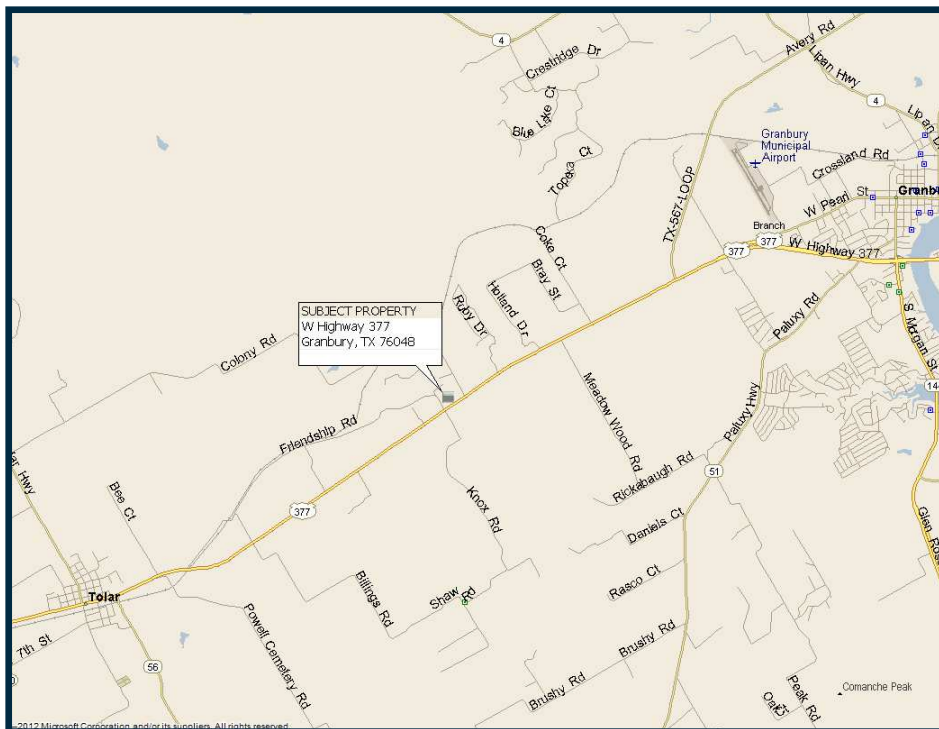 4
Crestridge Dr
Avery Rd
Lipan Hwy
4
Blue Lake Ct
Topeka Ct
TX-567-LOOP
Granbury
Municipal
Airport
Crossland Rd
W Pearl St
Branch
377
377
W Highway 377
Coke Ct
Bray St
Holland Dr
Ruby Dr
SUBJECT PROPERTY
W Highway 377
Granbury, TX 76048
Colony Rd
Paluxy Rd
S Morgan St
144
Friendship Rd
Meadow Wood Rd
Paluxy Hwy
Rickabaugh Rd
51
Bee Ct
377
Knox Rd
Daniels Ct
Tolar
Billings Rd
Shaw Rd
Rasco Ct
7th St
56
Powell Cemetery Rd
Brushy Rd
Brushy Rd
Peak Rd
Oak Ct
Comanche Peak
2012 Microsoft Corporation and/or its suppliers. All rights reserved.